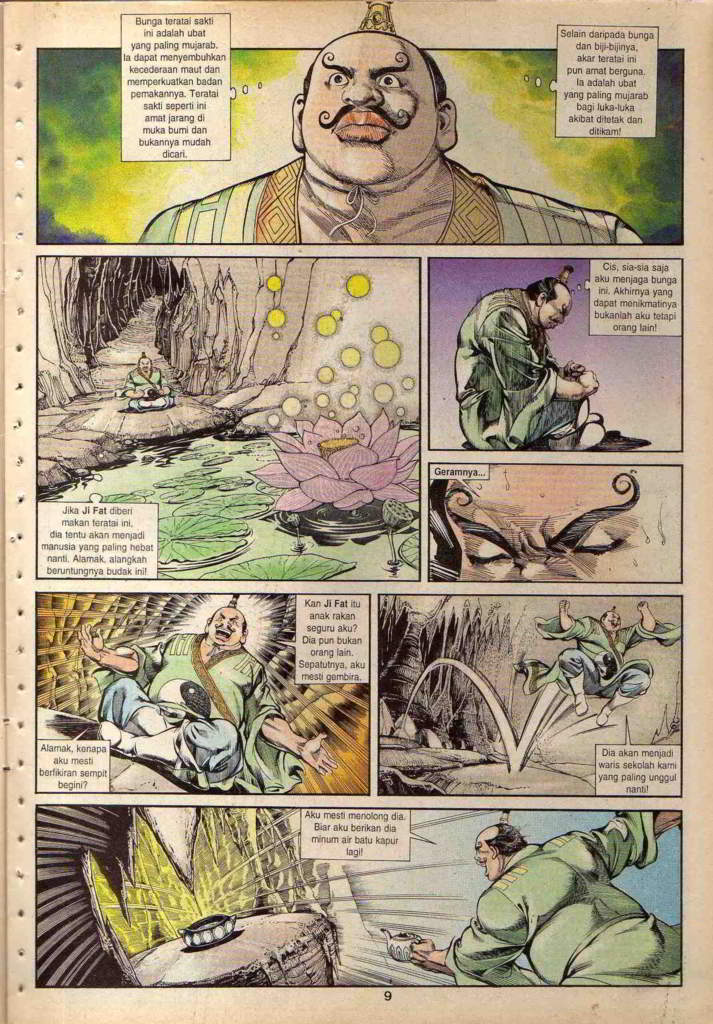 Bunga teratai sakti
ini adalah ubat
yang paling mujarab.
Ia dapat menyembuhkan
kecederaan maut dan
memperkuatkan badan
pemakannya. Teratai
sakti seperti ini
amat jarang di
muka bumi dan
bukannya mudah
dicari.
Selain daripada bunga
dan biji-bijinya,
akar teratai ini
pun amat berguna.
Ia adalah ubat
yang paling mujarab
bagi luka-luka
akibat ditetak dan
ditikam!
Jika Ji Fat diberi
makan teratai ini,
dia tentu akan menjadi
manusia yang paling hebat
nanti. Alamak, alangkah
beruntungnya budak ini!
Cis, sia-sia saja
aku menjaga bunga
ini. Akhirnya yang
dapat menikmatinya
bukanlah aku tetapi
orang lain!
Geramnya...
Kan Ji Fat itu
anak rakan
seguru aku?
Dia pun bukan
orang lain.
Sepatutnya, aku
mesti gembira.
Alamak, kenapa
aku mesti
berfikiran sempit
begini?
Dia akan menjadi
waris sekolah kami
yang paling unggul
nanti!
Aku mesti menolong dia.
Biar aku berikan dia
minum air batu kapur
lagi!
9